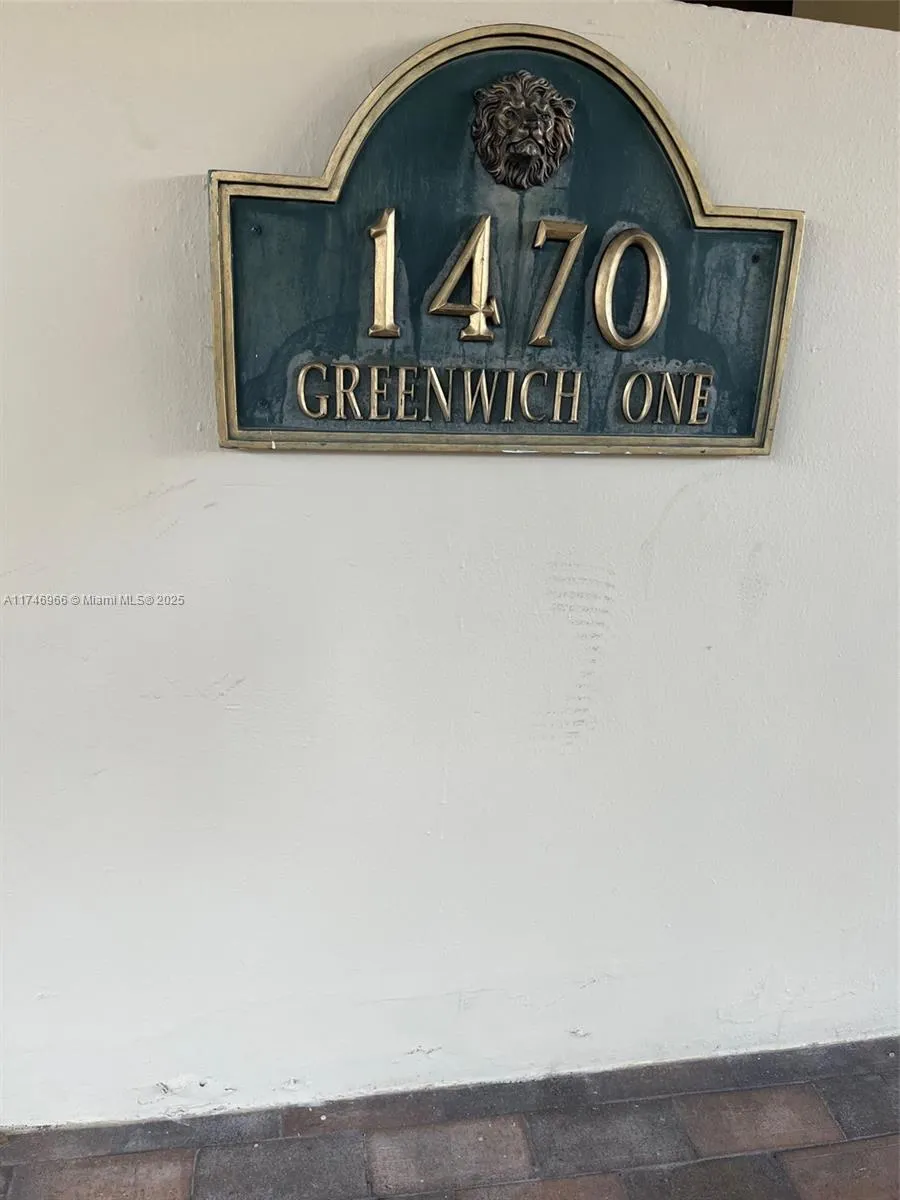 1470
GREENWICH ONE
A11746966 © Miami MLS® 2025